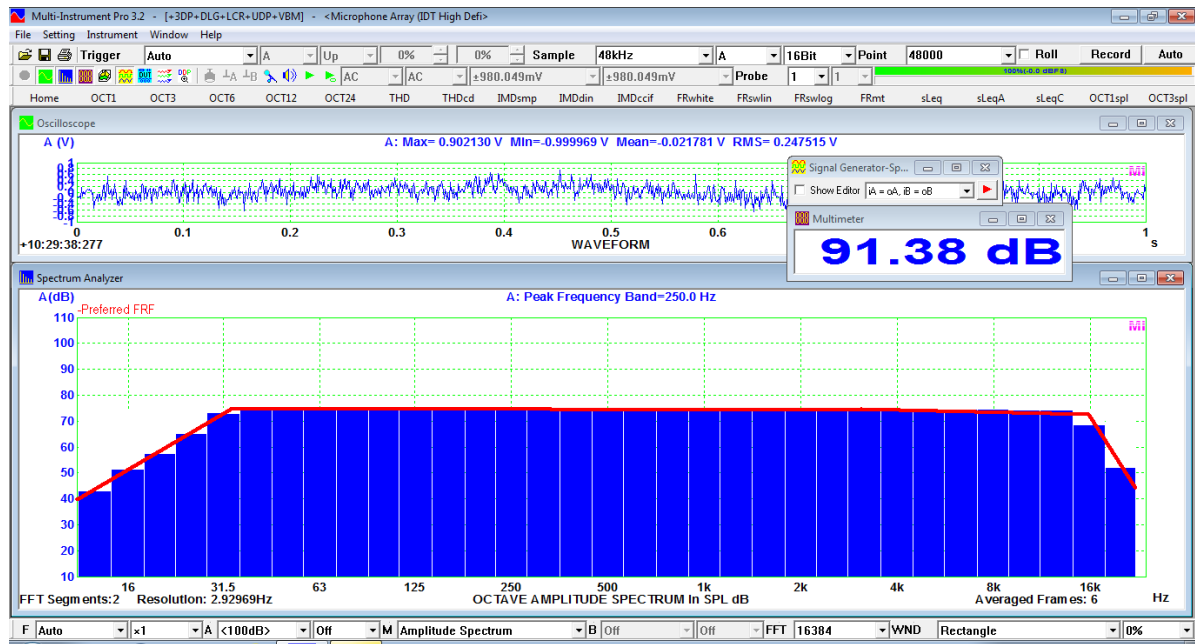 Multi-Instrument Pro 3.2 - [+3DP+DLG+LCR+UDP+VBM] - <Microphone Array (IDT High Defi>
File Setting Instrument Window Help
Trigger Auto A Up 0% 0% Sample 48kHz A 16Bit Point 48000 Roll Record Auto
AC AC ±980.049mV ±980.049mV Probe 1 1
Home OCT1 OCT3 OCT6 OCT12 OCT24 THD THDcd IMDsmp IMDdin IMDccif FRwhite FRswlin FRswlog FRmt sLeq sLeqA sLeqC OCT1spl OCT3spl
Oscilloscope
A (V)
A: Max= 0.902130 V MIn=-0.999969 V Mean=-0.021781 V RMS= 0.247515 V
0 0.1 0.2 0.3 0.4 0.5 0.6 1
+10:29:38:277 WAVEFORM s
Signal Generator-Sp...
Show Editor iA = oA, iB = oB
Multimeter
91.38 dB
Spectrum Analyzer
A(dB)
A: Peak Frequency Band=250.0 Hz
-Preferred FRF
110
100
90
80
70
60
50
40
30
20
10
16 31.5 63 125 250 500 1k 2k 4k 8k 16k
FFT Segments:2 Resolution: 2.92969Hz OCTAVE AMPLITUDE SPECTRUM In SPL dB Averaged Frames: 6 Hz
F Auto ×1 A <100dB> Off M Amplitude Spectrum B Off Off FFT 16384 WND Rectangle 0%